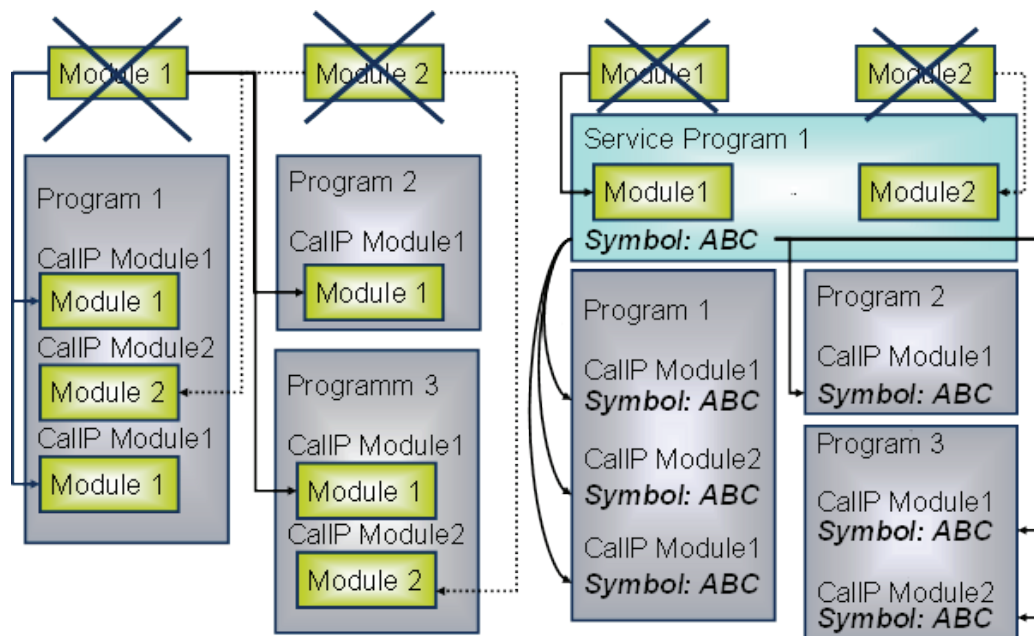 Module 1
Module 2
Program 1
CallP Module1
Module 1
CallP Module2
Module 2
CallP Module1
Module 1
Program 2
CallP Module1
Module 1
Programm 3
CallP Module1
Module 1
CallP Module2
Module 2
Module1
Module2
Service Program 1
Module1
Module2
Symbol: ABC
Program 1
CallP Module1
Symbol: ABC
CallP Module2
Symbol: ABC
CallP Module1
Symbol: ABC
Program 2
CallP Module1
Symbol: ABC
Program 3
CallP Module1
Symbol: ABC
CallP Module2
Symbol: ABC